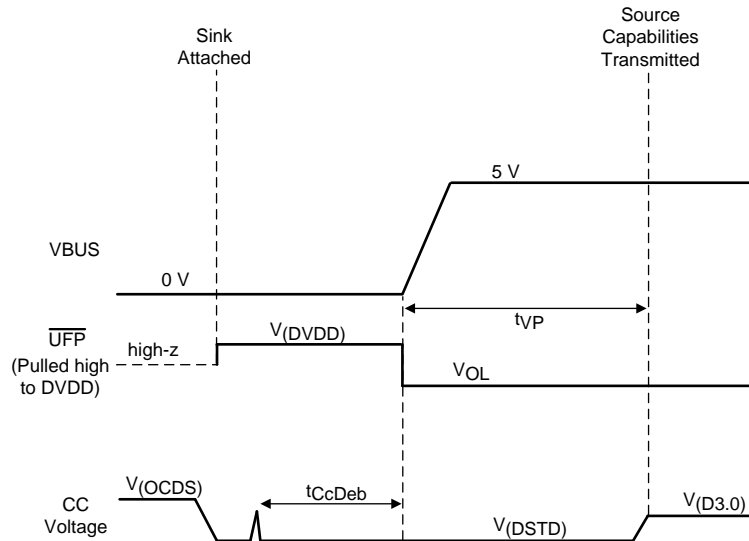 Sink
Attached
Source
Capabilities
Transmitted
5 V
VBUS
0 V
tVP
UFP
(Pulled high
to DVDD)
high-z
V(DVDD)
VOL
V(OCDS)
tCcDeb
V(D3.0)
CC
Voltage
V(DSTD)